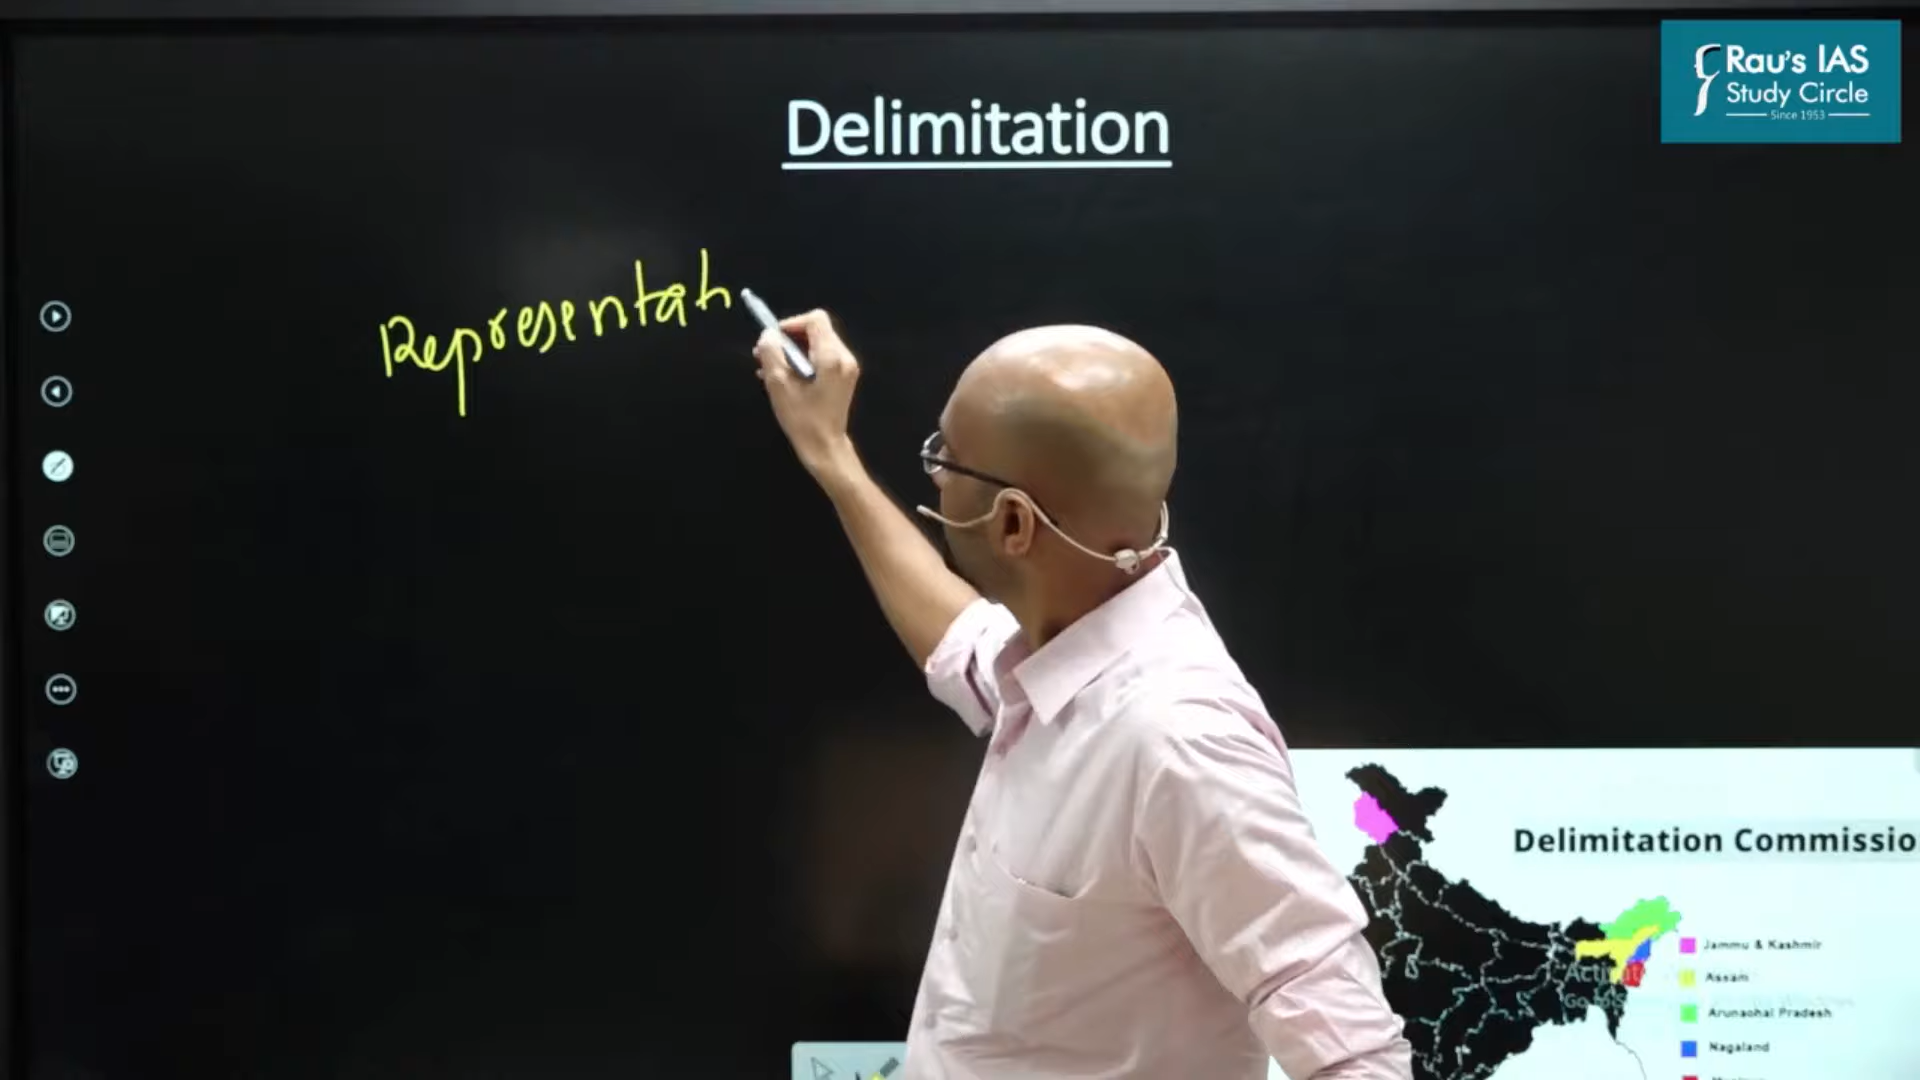 Rau's IAS
Study Circle
Since 1953
Delimitation
Representati
Delimitation Commissio
Jammu & Kashmir
Assam
Arunachal Pradesh
Nagaland